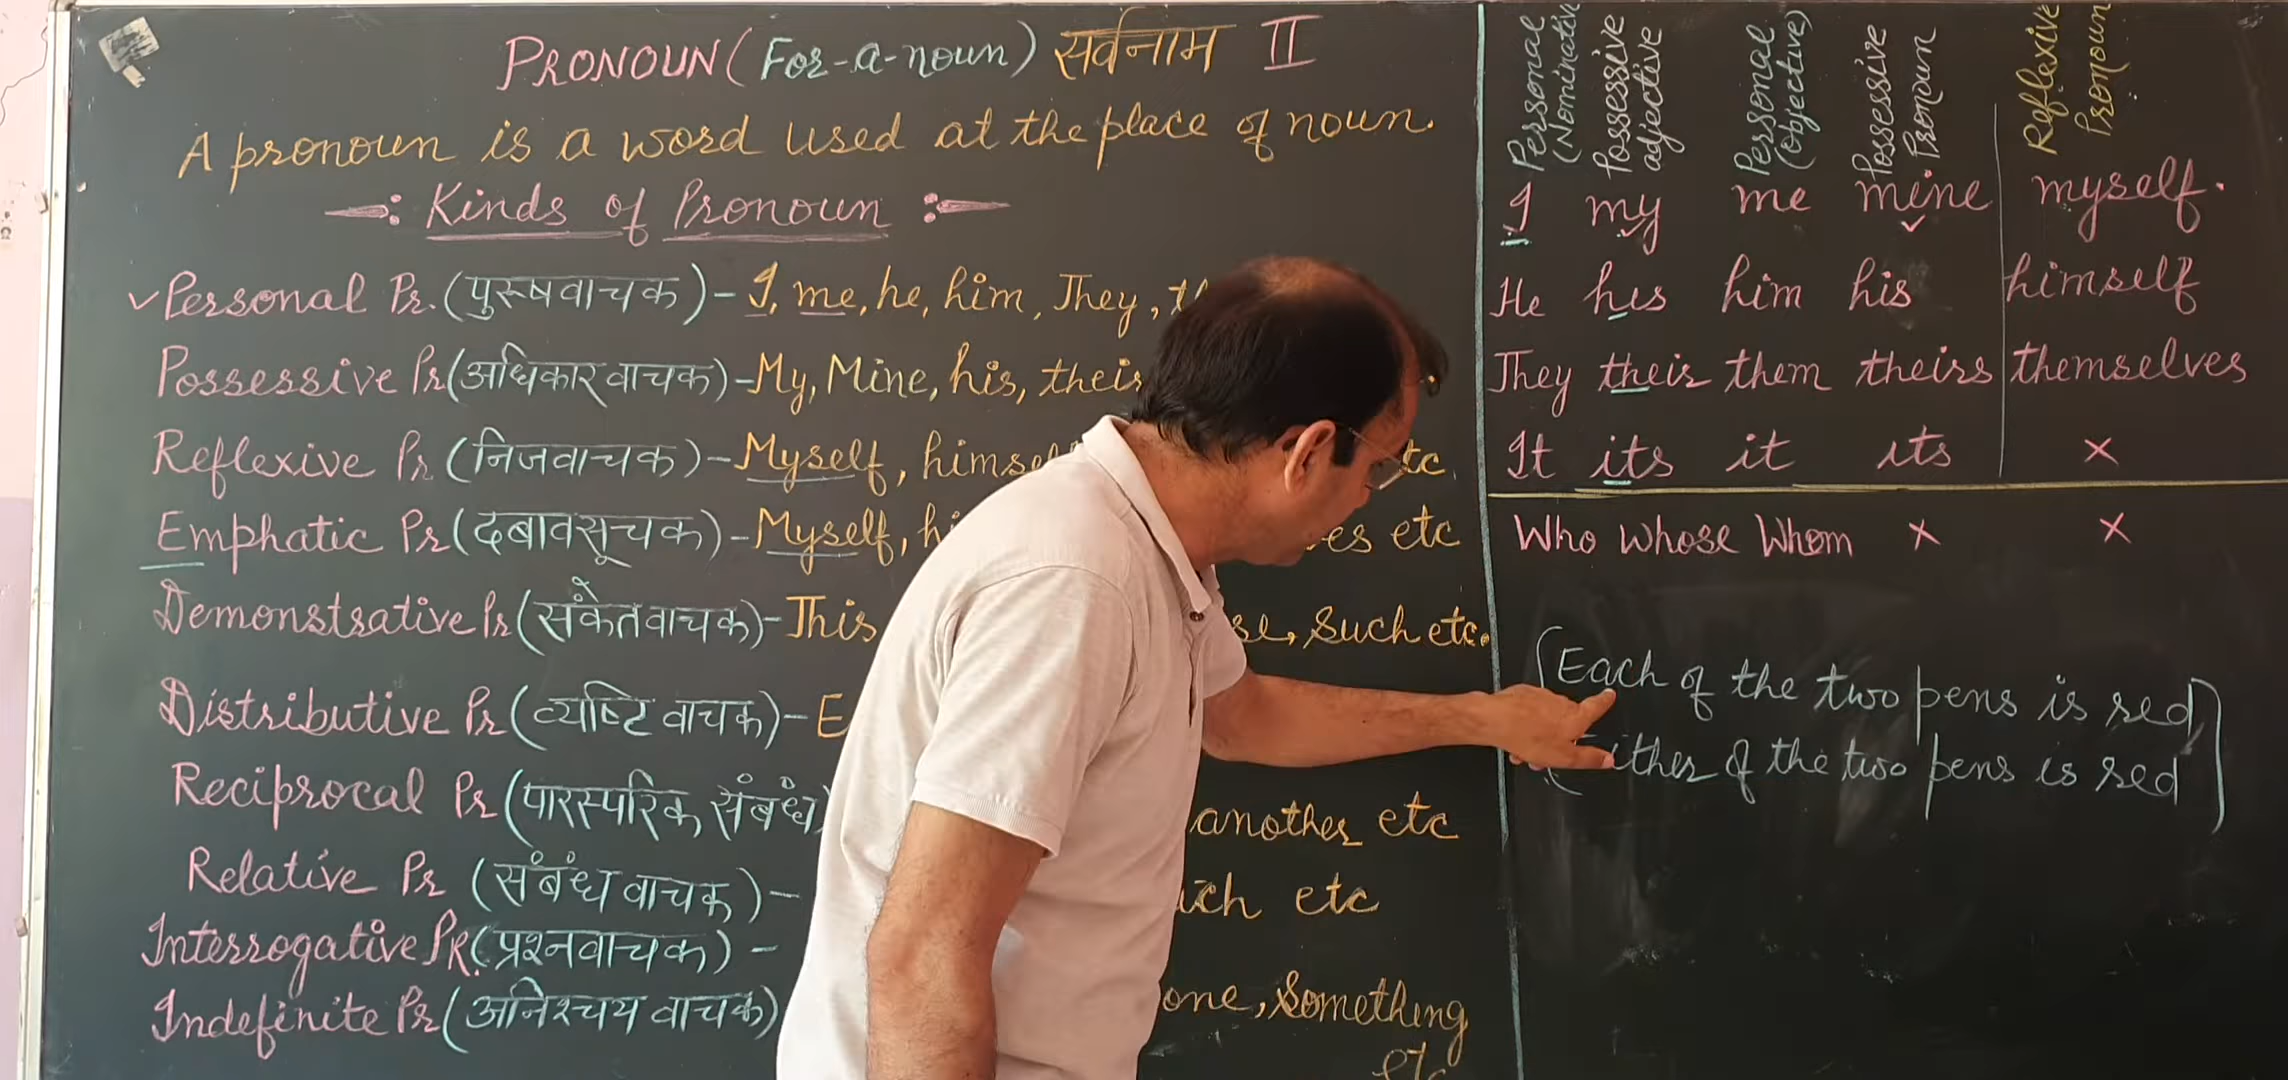 PRONOUN (For-a-noun) सर्वनाम II
A pronoun is a word used at the place of noun.
Kinds of Pronoun
Personal Pr. (पुरूषवाचक) - I, me, he, him, They,
Possessive Pr (अधिकार वाचक) - My, Mine, his, their
Reflexive Pr (निजवाचक) - Myself, etc
Emphatic Pr (दबावसूचक) - Myself, etc
Demonstrative Pr (संकेतवाचक) - This such etc.
Distributive Pr (व्यष्टि वाचक) -
Reciprocal Pr (पारस्परिक संबंध) another etc
Relative Pr (संबंध वाचक) - etc
Interrogative PR. (प्रश्नवाचक) -
Indefinite Pr (अनिश्चय वाचक) one, Something
etc
Personal (Nominative
Possessive adjective
Personal (objective)
Possessive Pronoun
Reflexive Pronoun
I my me mine myself.
He his him his himself
They their them theirs themselves
It its it its ×
Who whose Whom × ×
Each of the two pens is red
of the two pens is red